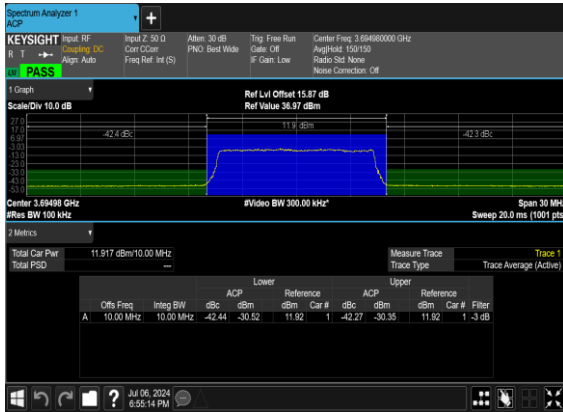 Spectrum Analyzer 1
ACP
+
KEYSIGHT Input: RF Input Z: 50 Ω Atten: 30 dB Trig: Free Run Center Freq: 3.694980000 GHz
R T Coupling: DC Corr CCorr PNO: Best Wide Gate: Off Avg|Hold: 150/150
Align: Auto Freq Ref: Int (S) IF Gain: Low Radio Std: None
PASS Noise Correction: Off
1 Graph Ref Lvl Offset 15.87 dB
Scale/Div 10.0 dB Ref Value 36.97 dBm
27.0 11.9 dBm
17.0 -42.4 dBc -42.3 dBc
6.97
-3.03
-13.0
-23.0
-33.0
-43.0
-53.0
Center 3.69498 GHz #Video BW 300.00 kHz* Span 30 MHz
#Res BW 100 kHz Sweep 20.0 ms (1001 pts
2 Metrics
Total Car Pwr 11.917 dBm/10.00 MHz Measure Trace Trace 1
Total PSD --- Trace Type Trace Average (Active)
Lower Upper
ACP Reference ACP Reference
Offs Freq Integ BW dBc dBm dBm Car # dBc dBm dBm Car # Filter
A 10.00 MHz 10.00 MHz -42.44 -30.52 11.92 1 -42.27 -30.35 11.92 1 -3 dB
? Jul 06, 2024
6:55:14 PM